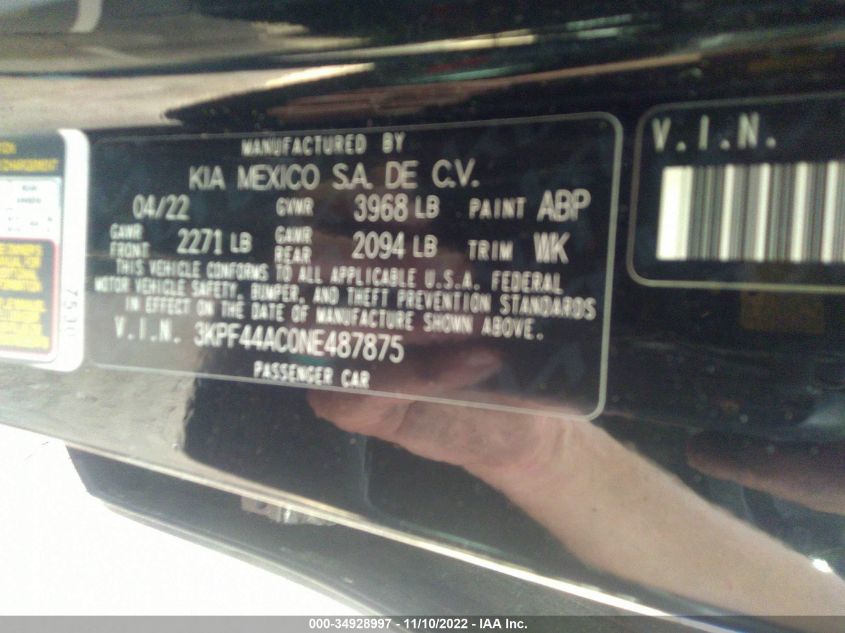 MANUFACTURED BY
KIA MEXICO S.A. DE C.V.
04/22 GVWR 3968 LB PAINT ABP
GAWR FRONT 2271 LB GAWR REAR 2094 LB TRIM WK
THIS VEHICLE CONFORMS TO ALL APPLICABLE U.S.A. FEDERAL
MOTOR VEHICLE SAFETY, BUMPER, AND THEFT PREVENTION STANDARDS
IN EFFECT ON THE DATE OF MANUFACTURE SHOWN ABOVE.
V.I.N. 3KPF44AC0NE487875
PASSENGER CAR
V.I.N.
000-34928997 - 11/10/2022 - IAA Inc.